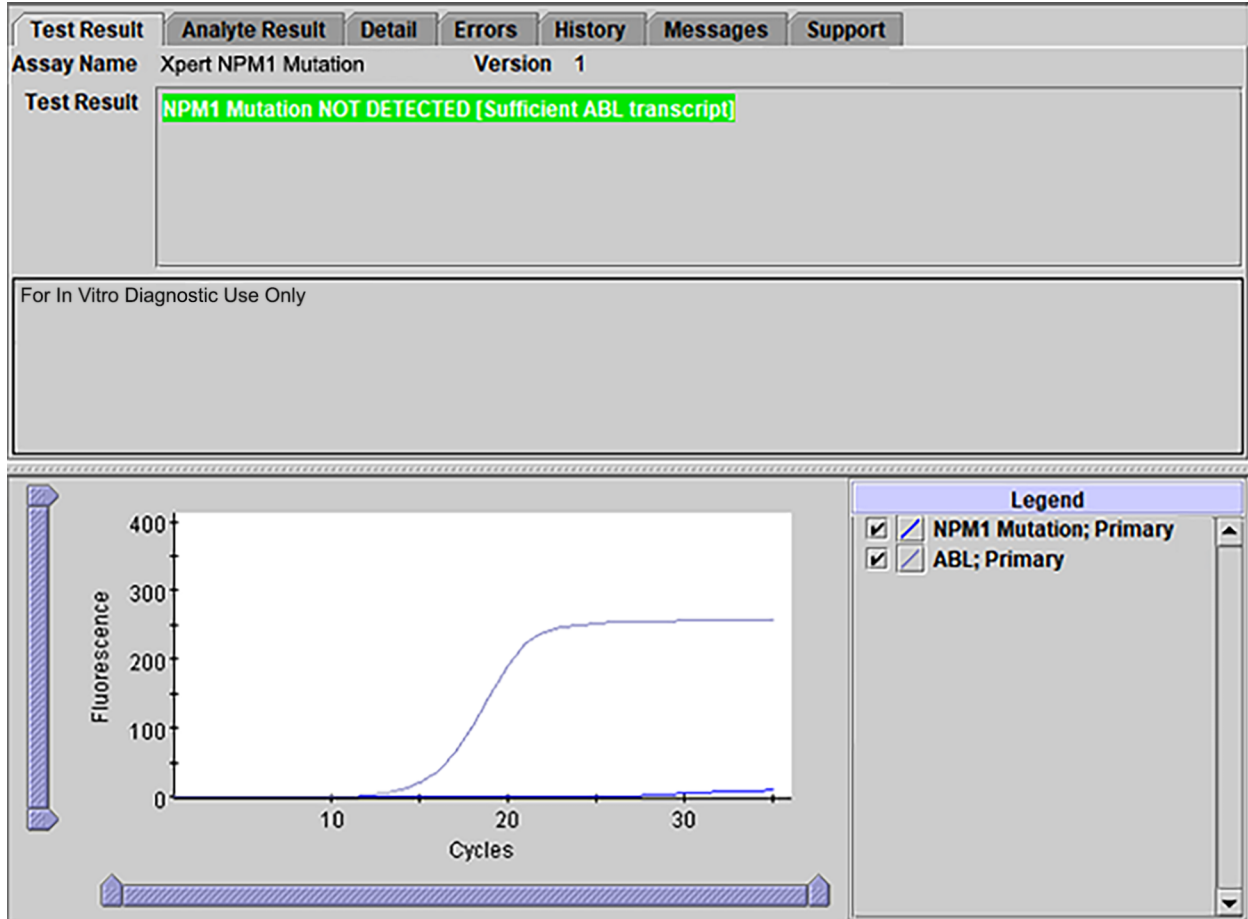 Test Result Analyte Result Detail Errors History Messages Support
Assay Name Xpert NPM1 Mutation Version 1
Test Result NPM1 Mutation NOT DETECTED [Sufficient ABL transcript]
For In Vitro Diagnostic Use Only
Legend
NPM1 Mutation; Primary
ABL; Primary
Fluorescence
400
300
200
100
0
10 20 30
Cycles